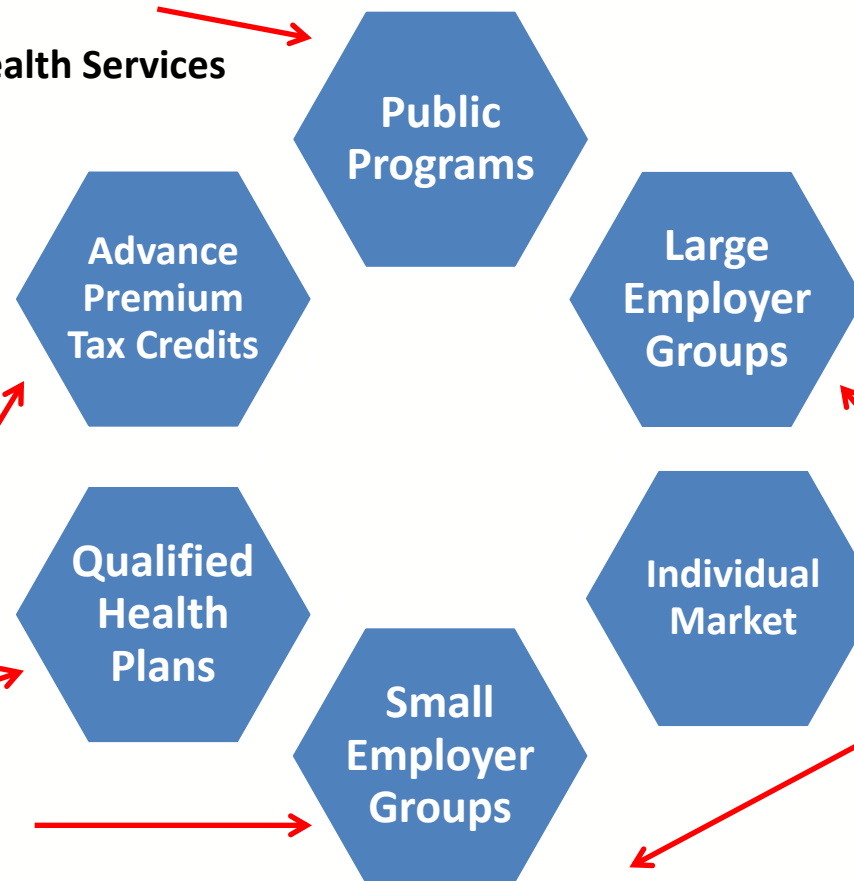 ealth Services
Public
Programs
Advance
Premium
Tax Credits
Large
Employer
Groups
Qualified
Health
Plans
Individual
Market
Small
Employer
Groups